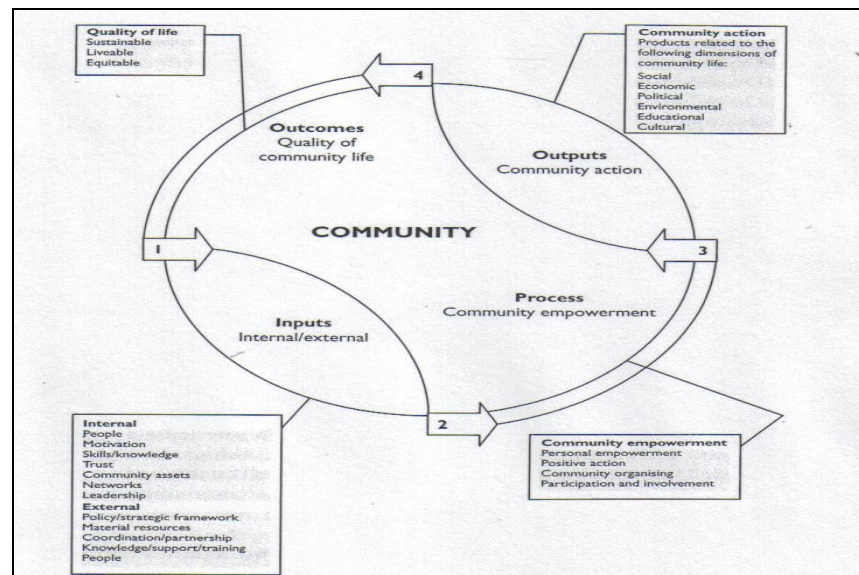 Quality of life
Sustainable
Liveable
Equitable
Community action
Products related to the
following dimensions of
community life:
Social
Economic
Political
Environmental
Educational
Cultural
4
Outcomes
Quality of
community life
Outputs
Community action
COMMUNITY
1
3
Process
Community empowerment
Inputs
Internal/external
2
Internal
People
Motivation
Skills/knowledge
Trust
Community assets
Networks
Leadership
External
Policy/strategic framework
Material resources
Coordination/partnership
Knowledge/support/training
People
Community empowerment
Personal empowerment
Positive action
Community organising
Participation and involvement